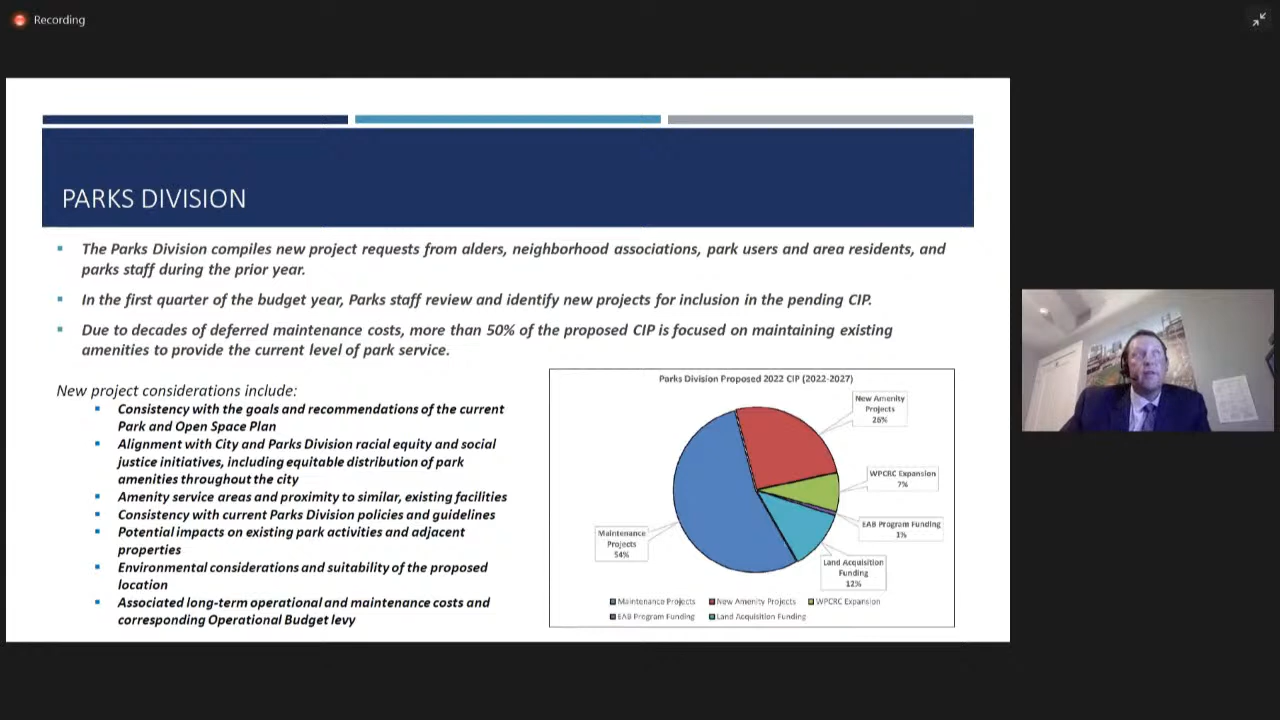 Recording
PARKS DIVISION
The Parks Division compiles new project requests from alders, neighborhood associations, park users and area residents, and
parks staff during the prior year.
In the first quarter of the budget year, Parks staff review and identify new projects for inclusion in the pending CIP.
Due to decades of deferred maintenance costs, more than 50% of the proposed CIP is focused on maintaining existing
amenities to provide the current level of park service.
New project considerations include:
Consistency with the goals and recommendations of the current
Park and Open Space Plan
Alignment with City and Parks Division racial equity and social
justice initiatives, including equitable distribution of park
amenities throughout the city
Amenity service areas and proximity to similar, existing facilities
Consistency with current Parks Division policies and guidelines
Potential impacts on existing park activities and adjacent
properties
Environmental considerations and suitability of the proposed
location
Associated long-term operational and maintenance costs and
corresponding Operational Budget levy
Parks Division Proposed 2022 CIP (2022-2027)
New Amenity
Projects
26%
WPCRC Expansion
7%
EAB Program Funding
1%
Land Acquisition
Funding
12%
Maintenance
Projects
54%
Maintenance Projects
New Amenity Projects
WPCRC Expansion
EAB Program Funding
Land Acquisition Funding